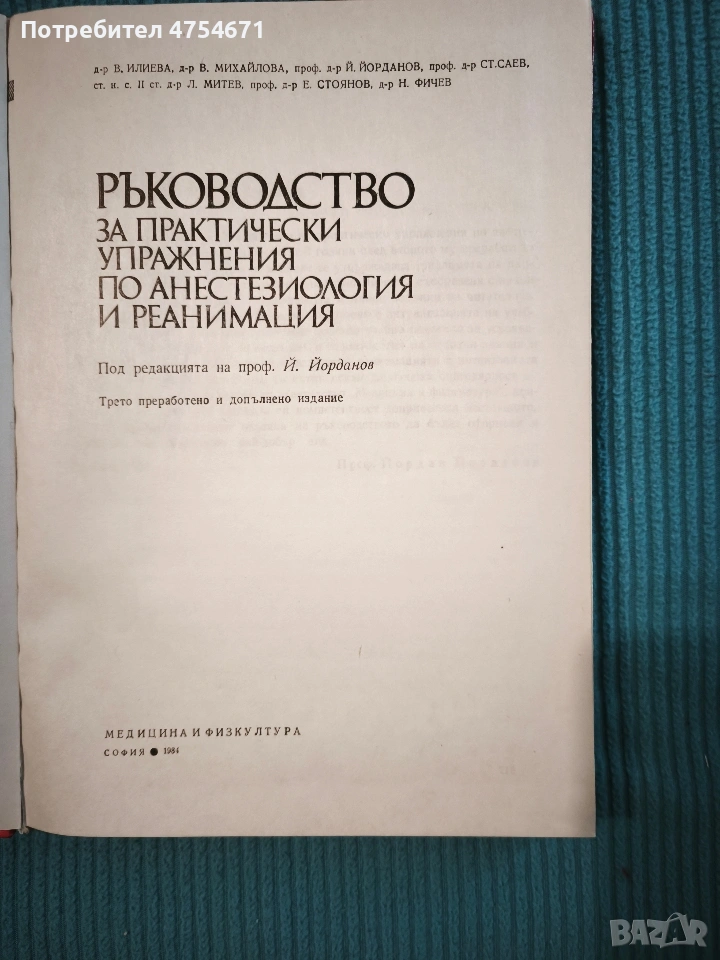 Потребител 4754671
д-р В. ИЛИЕВА, д-р В. МИХАЙЛОВА, проф. д-р Й. ЙОРДАНОВ, проф. д-р СТ.САЕВ,
ст. н. с. II ст. д-р Л. МИТЕВ, проф. д-р Е. СТОЯНОВ, д-р Н. ФИЧЕВ
РЪКОВОДСТВО
ЗА ПРАКТИЧЕСКИ
УПРАЖНЕНИЯ
ПО АНЕСТЕЗИОЛОГИЯ
И РЕАНИМАЦИЯ
Под редакцията на проф. Й. Йорданов
Трето преработено и допълнено издание
МЕДИЦИНА И ФИЗКУЛТУРА
СОФИЯ ● 1984
BAZAR